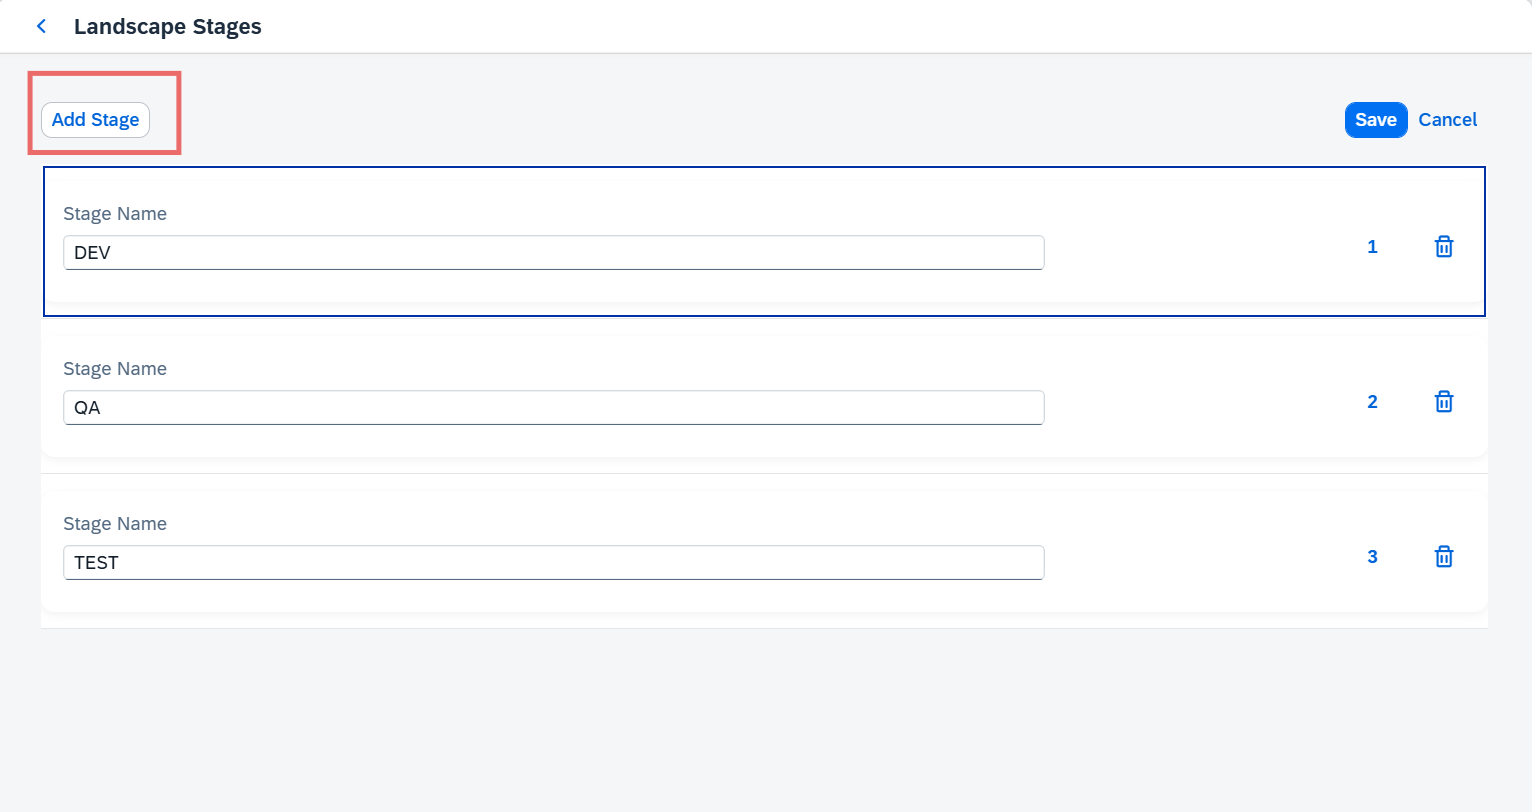 Landscape Stages
Add Stage
Save Cancel
Stage Name
DEV
1
Stage Name
QA
2
Stage Name
TEST
3